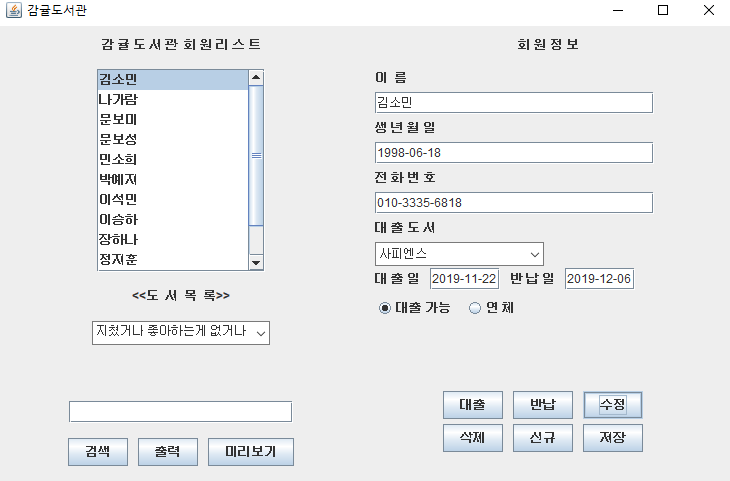 감귤도서관
감귤도서관 회원리스트
김소민
나가람
문보미
문보성
민소희
박예지
이석민
이승하
장하나
정지훈
<<도 서 목 록>>
지쳤거나 좋아하는게 없거나
검색 출력 미리보기
회원정보
이 름
김소민
생년월일
1998-06-18
전화번호
010-3335-6818
대출도서
사피엔스
대출일 2019-11-22 반납일 2019-12-06
대출 가능 연체
대출 반납 수정
삭제 신규 저장